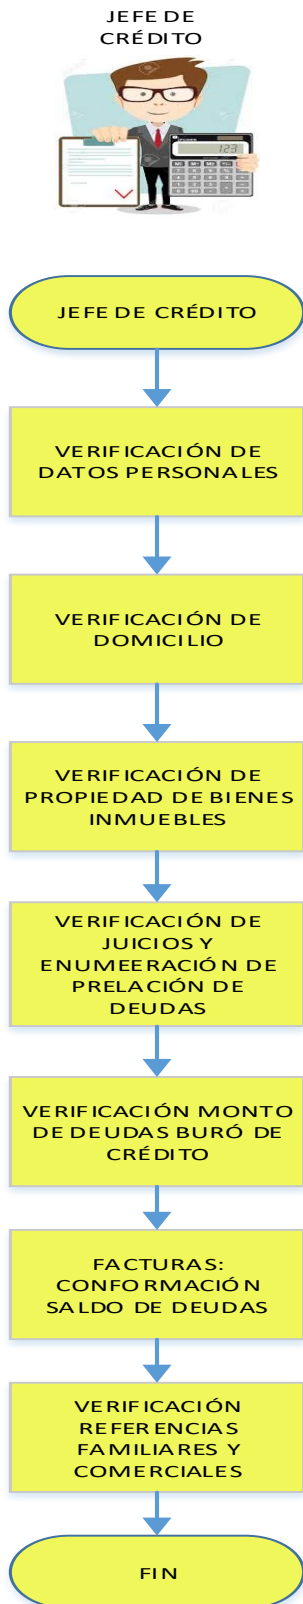 JEFE DE
CRÉDITO
123
JEFE DE CRÉDITO
VERIFICACIÓN DE
DATOS PERSONALES
VERIFICACIÓN DE
DOMICILIO
VERIFICACIÓN DE
PROPIEDAD DE BIENES
INMUEBLES
VERIFICACIÓN DE
JUICIOS Y
ENUMEERACIÓN DE
PRELACIÓN DE
DEUDAS
VERIFICACIÓN MONTO
DE DEUDAS BURÓ DE
CRÉDITO
FACTURAS:
CONFORMACIÓN
SALDO DE DEUDAS
VERIFICACIÓN
REFERENCIAS
FAMILIARES Y
COMERCIALES
FIN